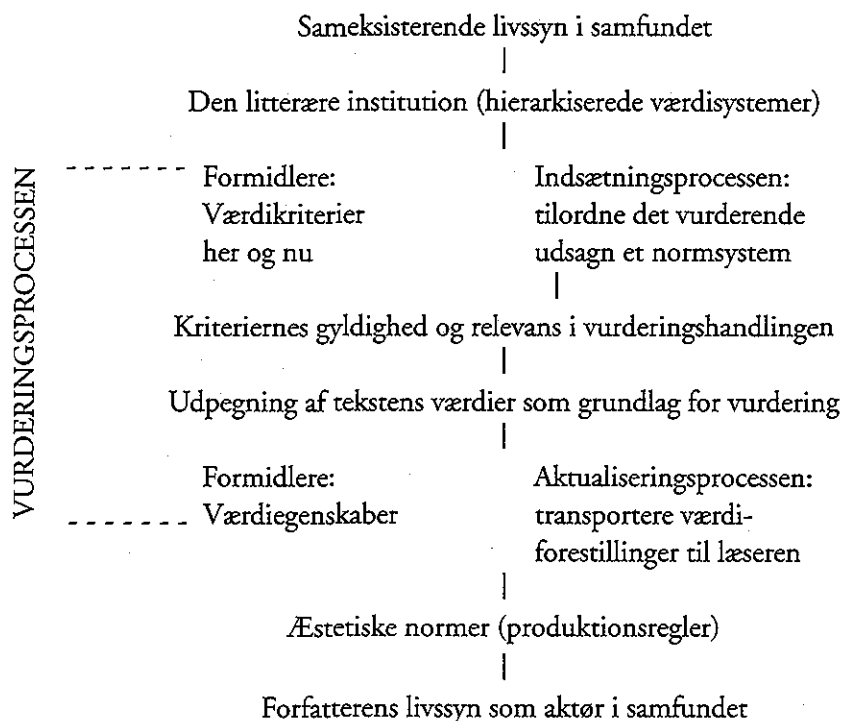 Sameksisterende livssyn i samfundet
Den litterære institution (hierarkiserede værdisystemer)
VURDERINGSPROCESSEN
Formidlere:
Værdikriterier
her og nu
Indsætningsprocessen:
tilordne det vurderende
udsagn et normsystem
Kriteriernes gyldighed og relevans i vurderingshandlingen
Udpegning af tekstens værdier som grundlag for vurdering
Formidlere:
Værdiegenskaber
Aktualiseringsprocessen:
transportere værdi-
forestillinger til læseren
Æstetiske normer (produktionsregler)
Forfatterens livssyn som aktør i samfundet